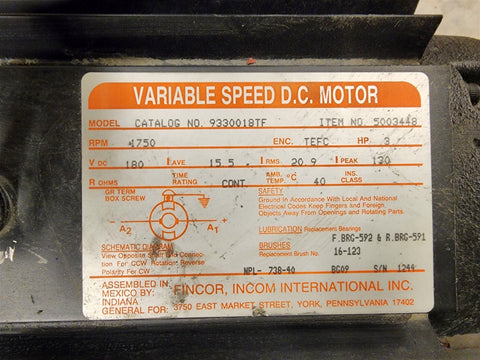 VARIABLE SPEED D.C. MOTOR
MODEL CATALOG NO. 9330018TF ITEM NO. 5003448
RPM 1750 ENC. TEFC HP 3
V DC 180 I AVE 15.5 I RMS 20.9 I PEAK 130
R OHMS TIME RATING CONT. AMB. TEMP. °C 40 INS. CLASS
GR TERM
BOX SCREW
A2 A1 +
SCHEMATIC DIAGRAM
View Opposite Shaft End Connection
for CCW Rotation: Reverse
Polarity For CW
SAFETY
Ground in Accordance With Local And National
Electrical Codes Keep Fingers and Foreign,
Objects Away From Openings and Rotating Parts.
LUBRICATION Replacement Bearings
F.BRG-592 & R.BRG-591
BRUSHES
Replacement Brush No. 16-123
NPL- 738-40 BG09 S/N 1244
ASSEMBLED IN
MEXICO BY:
INDIANA
GENERAL FOR:
FINCOR, INCOM INTERNATIONAL INC.
3750 EAST MARKET STREET, YORK, PENNSYLVANIA 17402